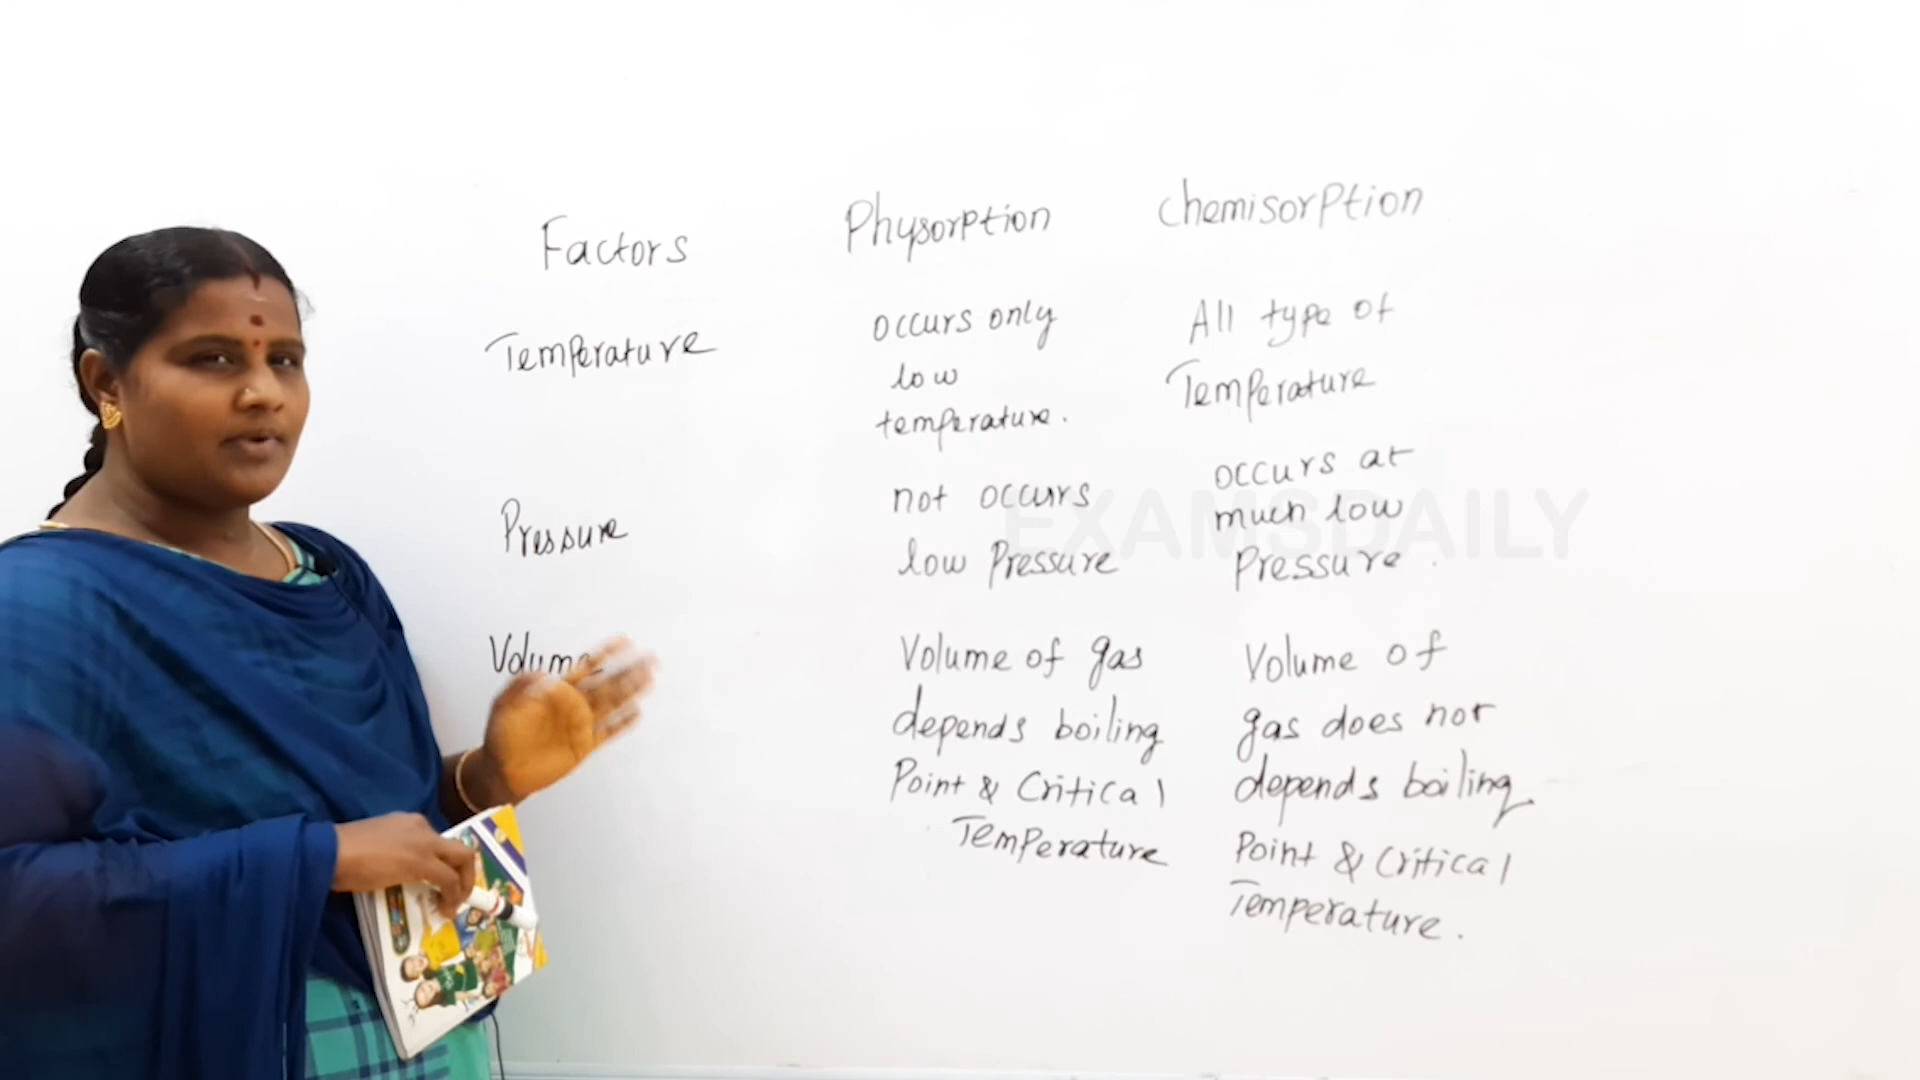 Factors
Physorption
Chemisorption
Temperature
occurs only
low
temperature.
All type of
Temperature
Pressure
not occurs
low Pressure
occurs at
much low
Pressure.
EXAMSDAILY
Volume
Volume of gas
depends boiling
Point & Critical
Temperature
Volume of
gas does not
depends boiling
Point & Critical
Temperature.